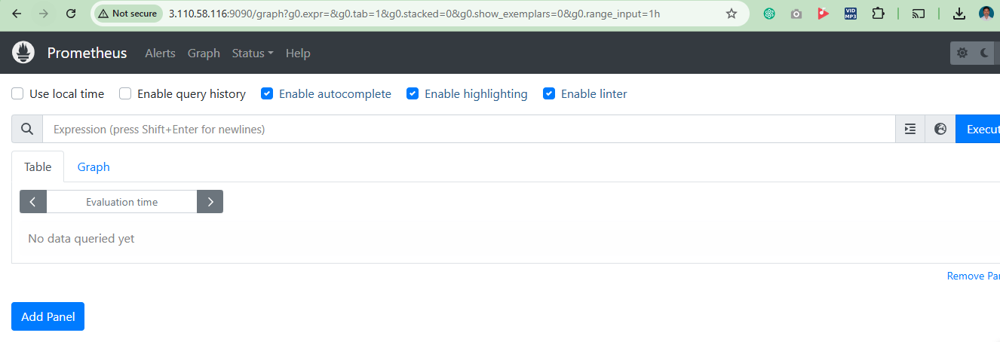 Not secure 3.110.58.116:9090/graph?g0.expr=&g0.tab=1&g0.stacked=0&g0.show_exemplars=0&g0.range_input=1h VID MP3
Prometheus Alerts Graph Status Help
Use local time Enable query history Enable autocomplete Enable highlighting Enable linter
Expression (press Shift+Enter for newlines) Execut
Table Graph
Evaluation time
No data queried yet
Remove Pa
Add Panel